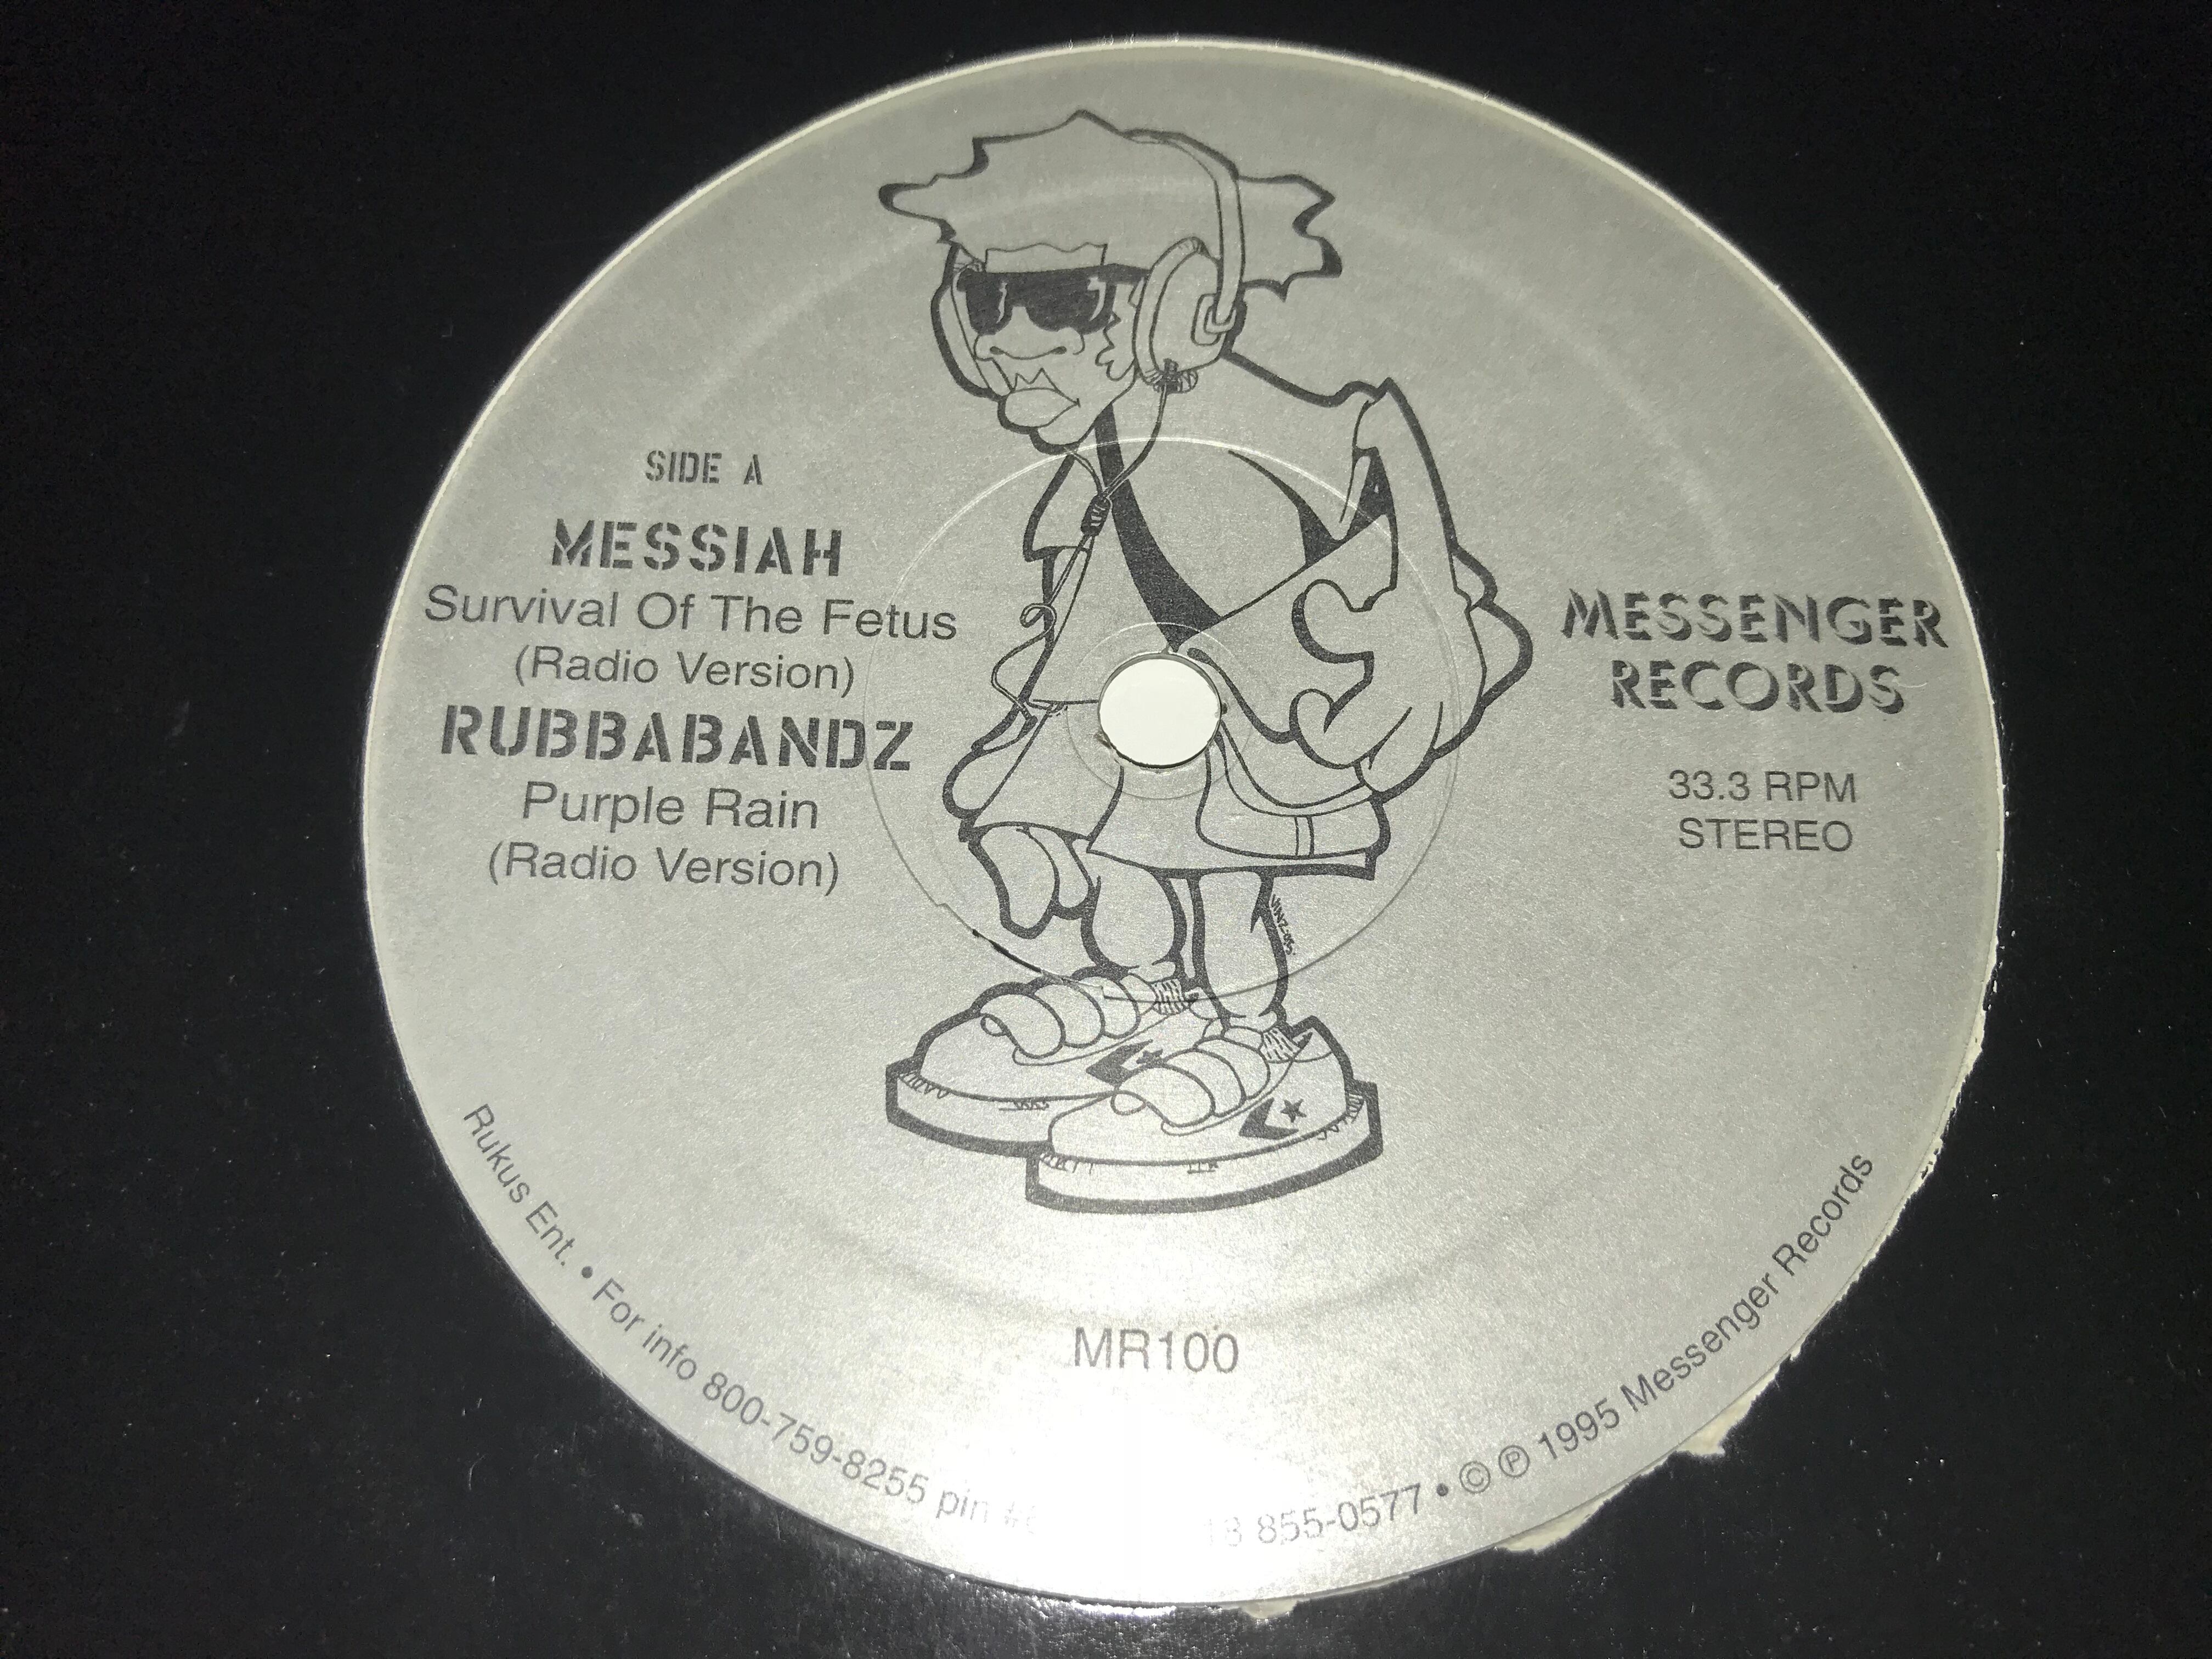 SIDE A
MESSIAH
Survival Of The Fetus
(Radio Version)
RUBBABANDZ
Purple Rain
(Radio Version)
MESSENGER
RECORDS
33.3 RPM
STEREO
MR100
Rukus Ent. • For info 800-759-8255 pin 855-0577 • © ℗ 1995 Messenger Records